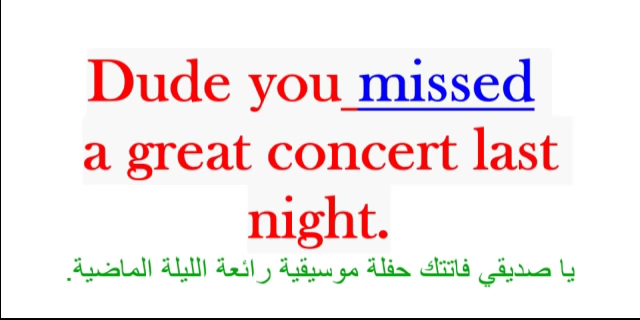 Dude you missed
a great concert last
night.
يا صديقي فاتتك حفلة موسيقية رائعة الليلة الماضية.